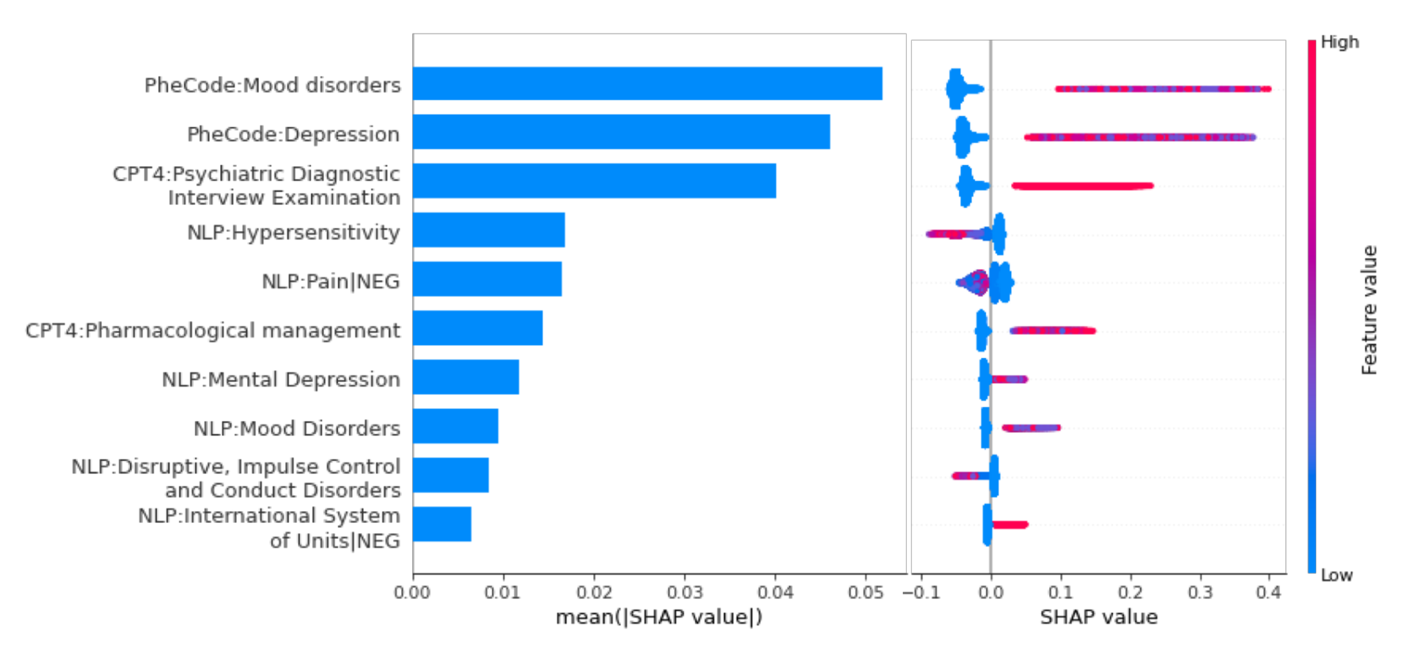 PheCode:Mood disorders
PheCode:Depression
CPT4:Psychiatric Diagnostic
Interview Examination
NLP:Hypersensitivity
NLP:Pain|NEG
CPT4:Pharmacological management
NLP:Mental Depression
NLP:Mood Disorders
NLP:Disruptive, Impulse Control
and Conduct Disorders
NLP:International System
of Units|NEG
0.00 0.01 0.02 0.03 0.04 0.05
mean(|SHAP value|)
−0.1 0.0 0.1 0.2 0.3 0.4
SHAP value
High
Feature value
Low